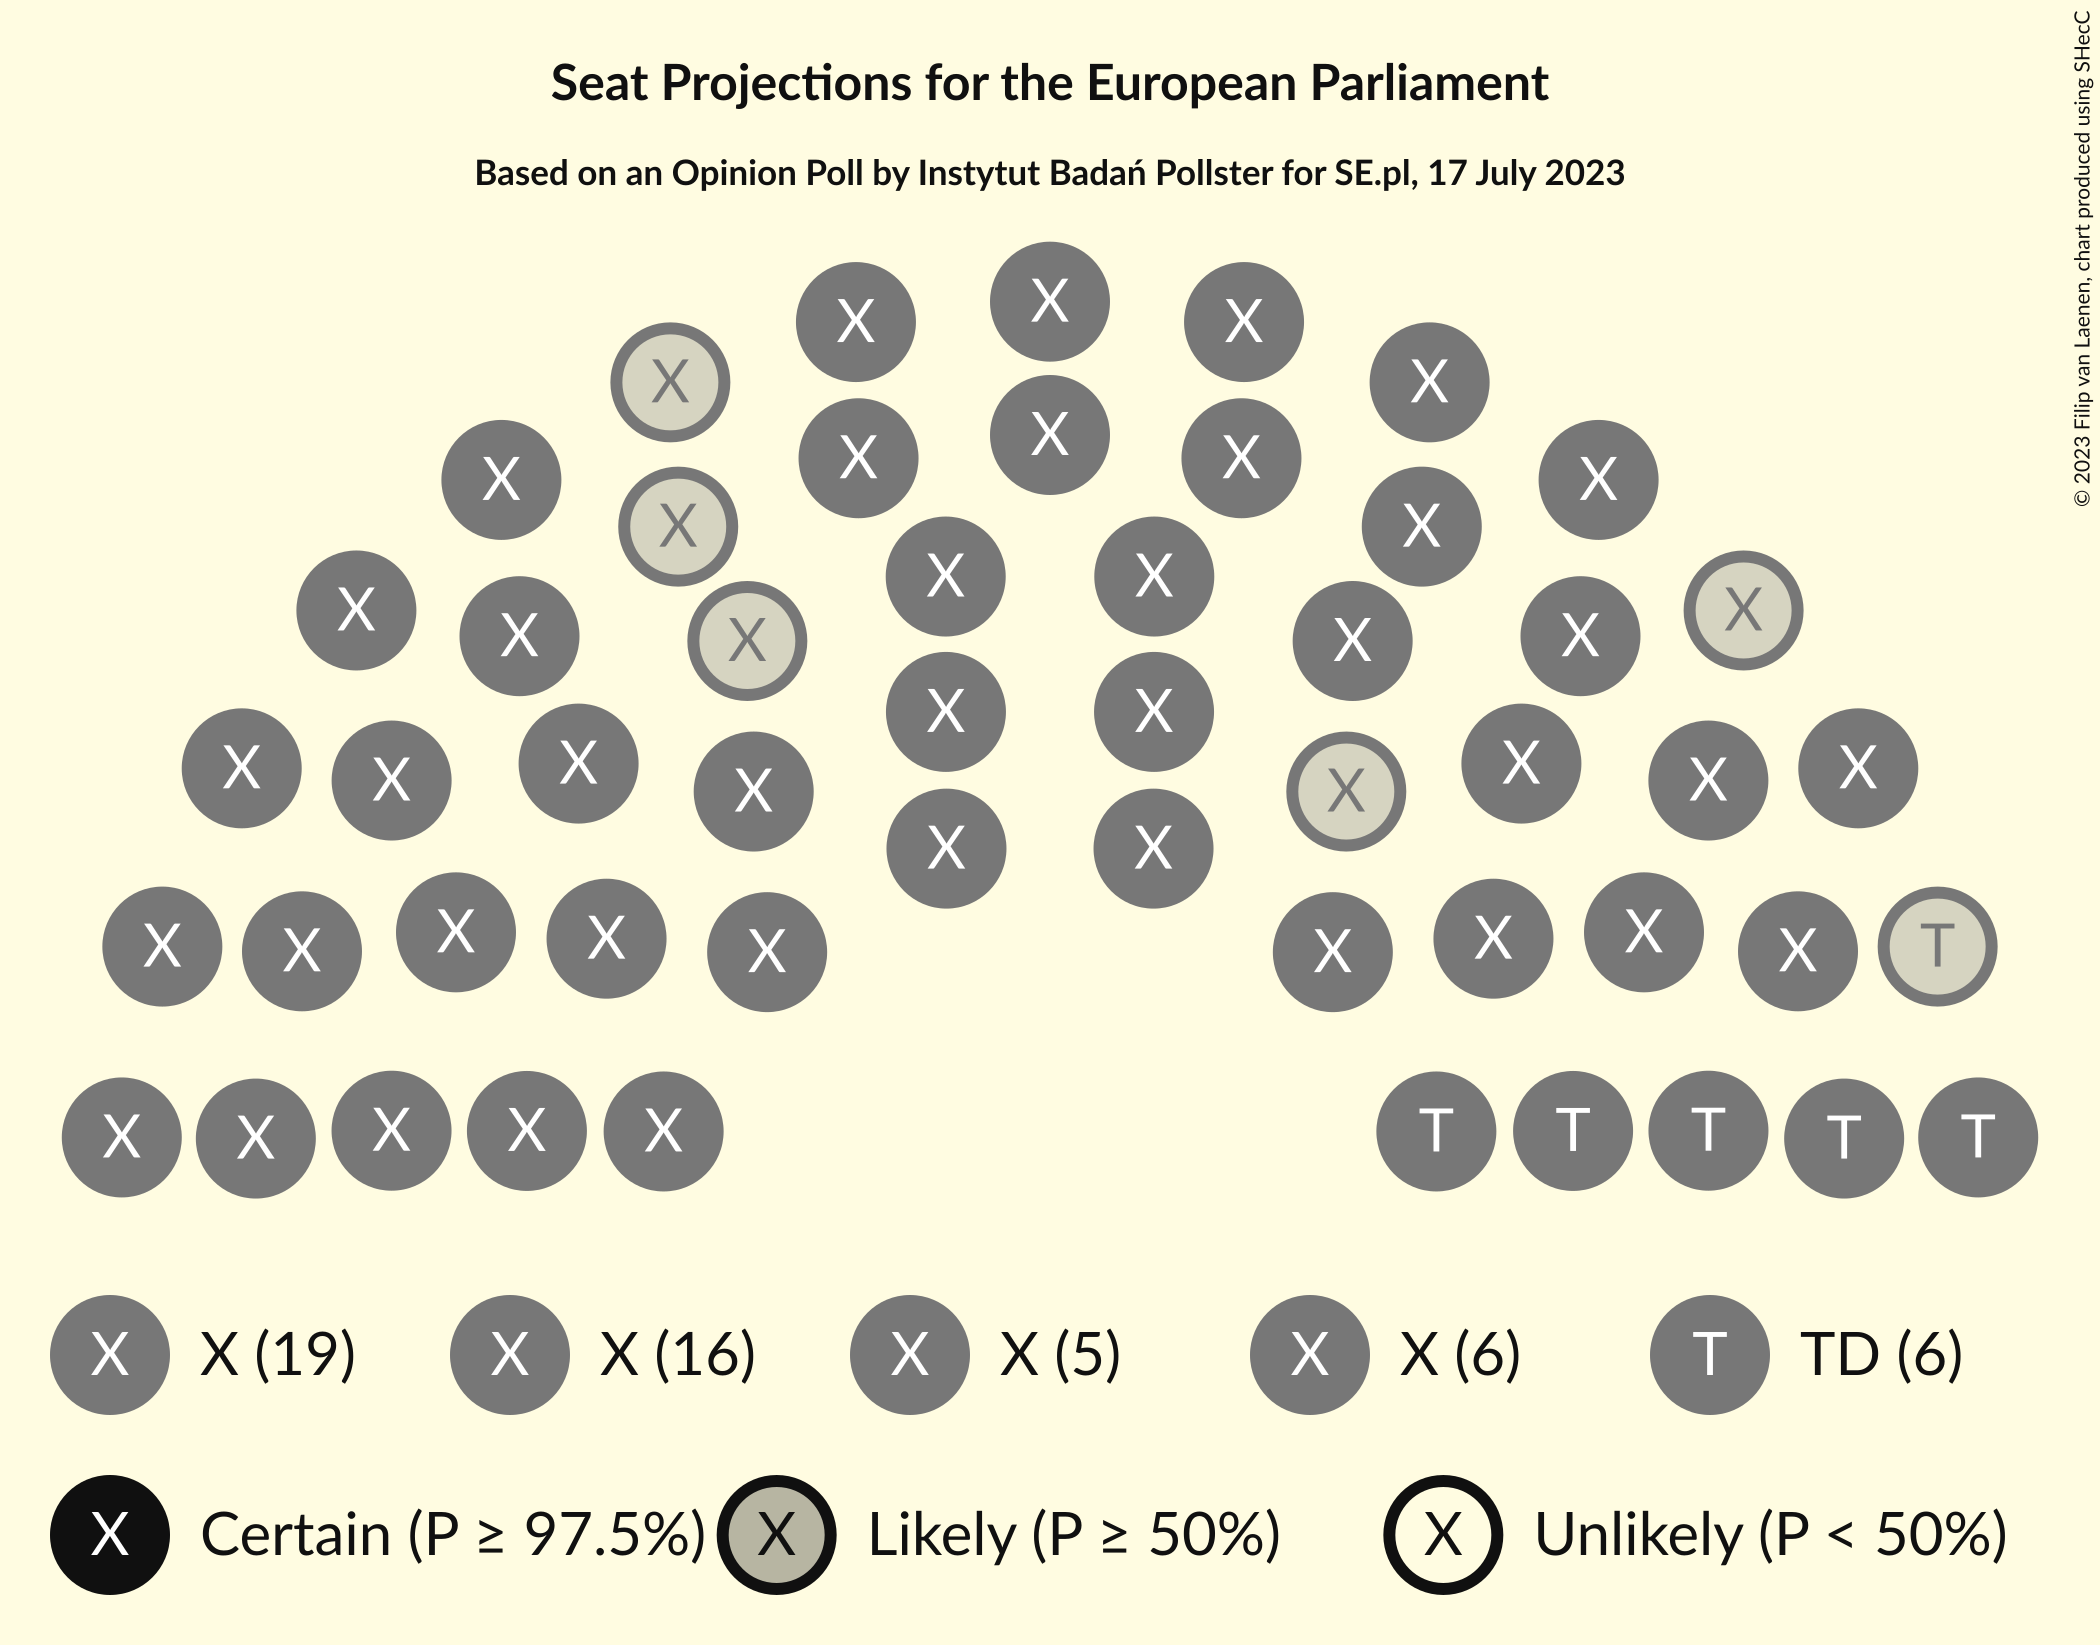 Seat Projections for the European Parliament
Based on an Opinion Poll by Instytut Badań Pollster for SE.pl, 17 July 2023
© 2023 Filip van Laenen, chart produced using SHecC
X X X
X X
X X X
X X
X X
X X
X X
X X X X
X X
X X
X X
X X X X
X X
X X
X X
X X
X X
X X
X X X T
X X
X X
X X
X X X X X T T T T T
X X (19) X X (16) X X (5) X X (6) T TD (6)
X Certain (P ≥ 97.5%) X Likely (P ≥ 50%) X Unlikely (P < 50%)